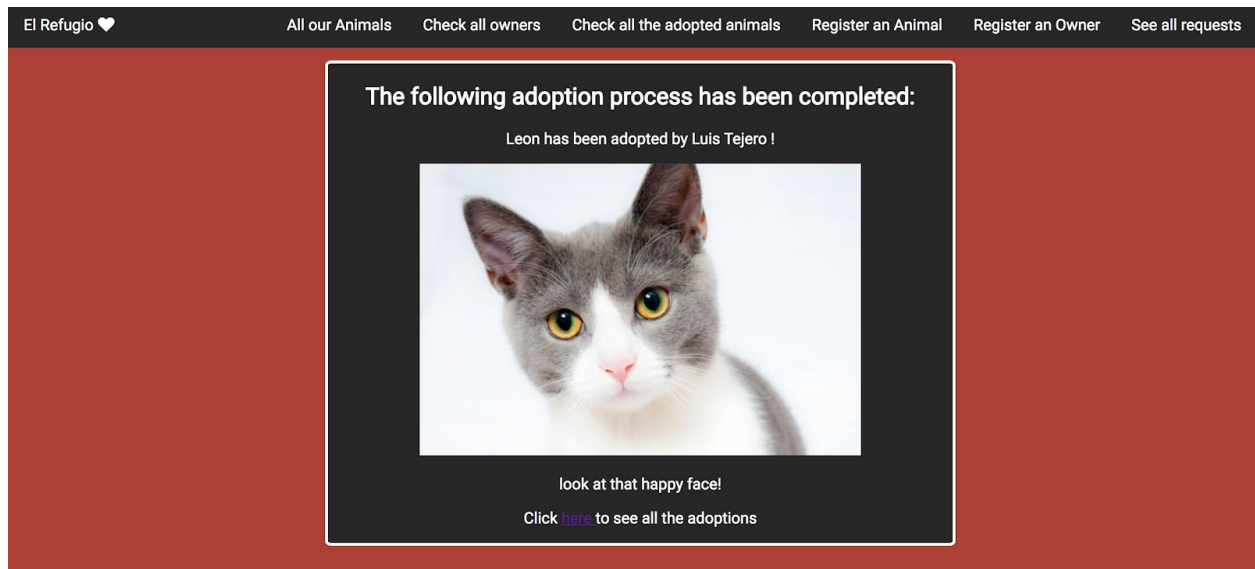 El Refugio All our Animals Check all owners Check all the adopted animals Register an Animal Register an Owner See all requests
The following adoption process has been completed:
Leon has been adopted by Luis Tejero !
look at that happy face!
Click here to see all the adoptions